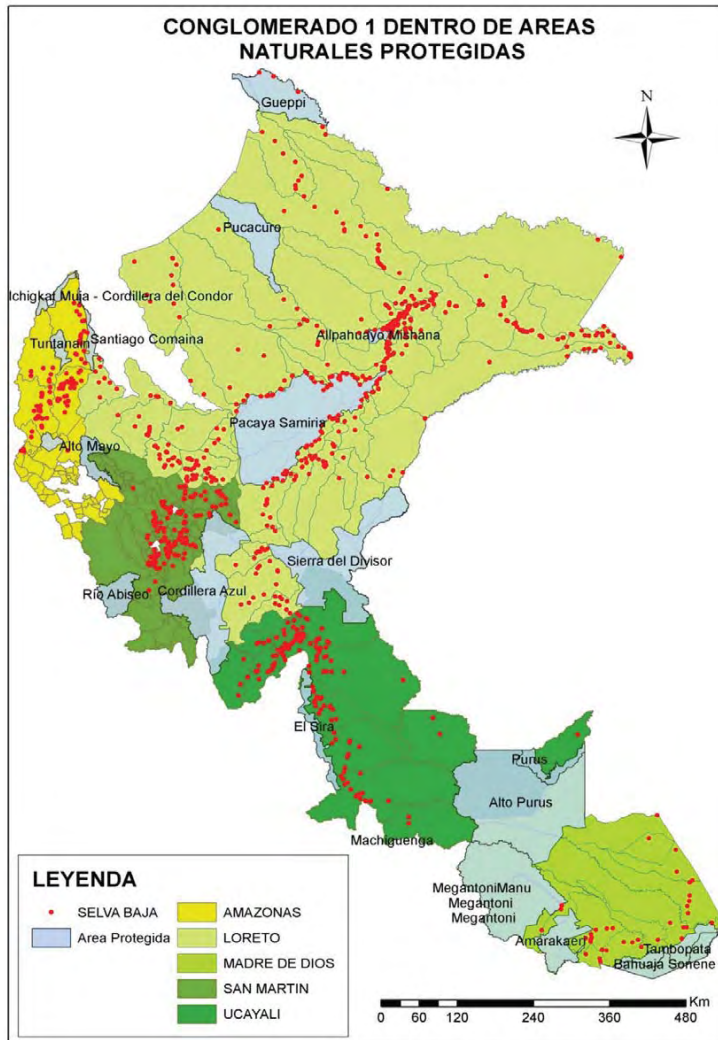 CONGLOMERADO 1 DENTRO DE AREAS
NATURALES PROTEGIDAS
Gueppi
N
Pucacuro
Ichigkat Muja - Cordillera del Condor
Allpahuayo Mishana
Tuntanain
Santiago Comaina
Pacaya Samiria
Alto Mayo
Sierra del Divisor
Río Abiseo
Cordillera Azul
El Sira
Purus
Alto Purus
Machiguenga
MegantoniManu
Megantoni
Megantoni
Amarakaeri
Tambopata
Bahuaja Sonene
LEYENDA
SELVA BAJA
Area Protegida
AMAZONAS
LORETO
MADRE DE DIOS
SAN MARTIN
UCAYALI
Km
0 60 120 240 360 480